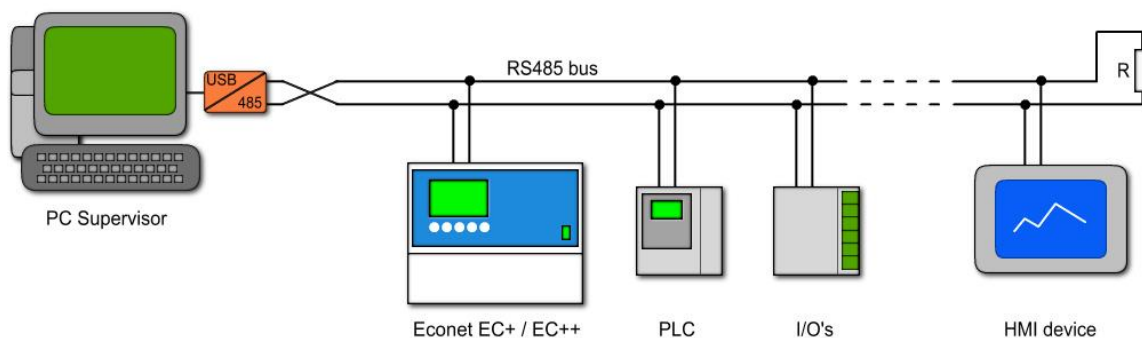 USB
485
RS485 bus
R
PC Supervisor
Econet EC+ / EC++
PLC
I/O's
HMI device